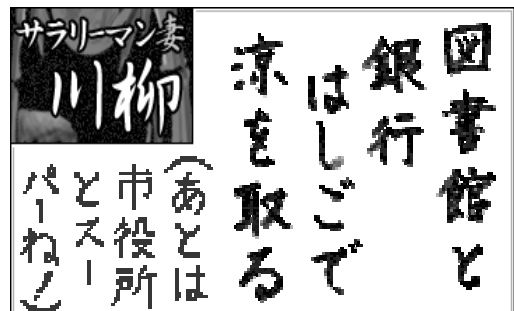 サラリーマン妻
川柳
図書館と
銀行
はしごで
涼を取る
(あとは
市役所
とスー
パーね!)